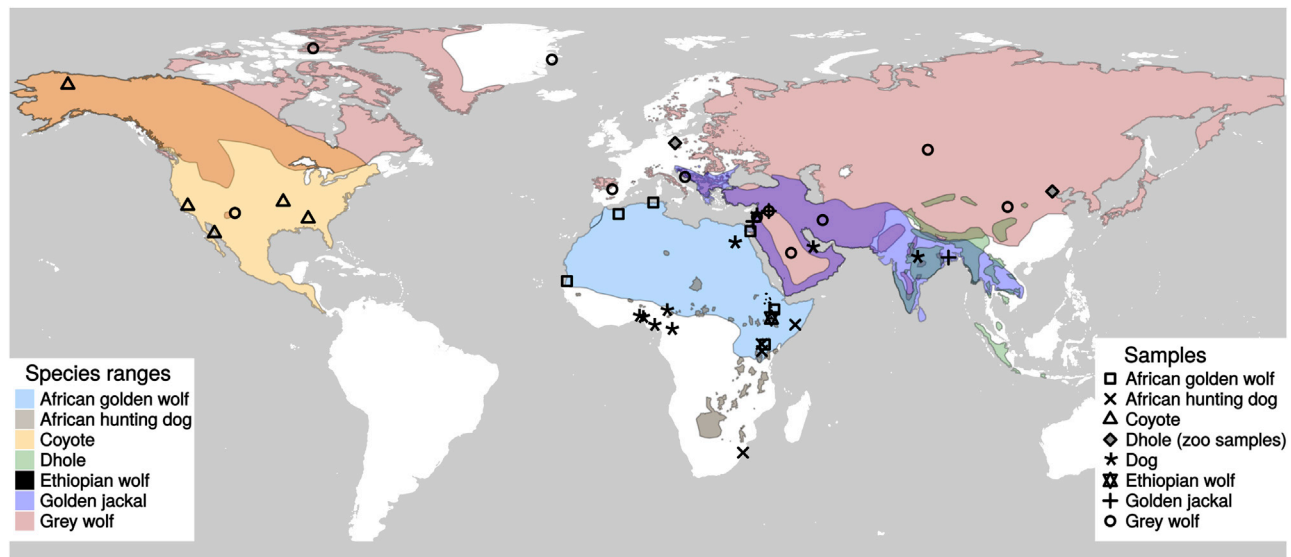 Species ranges
African golden wolf
African hunting dog
Coyote
Dhole
Ethiopian wolf
Golden jackal
Grey wolf
Samples
African golden wolf
African hunting dog
Coyote
Dhole (zoo samples)
Dog
Ethiopian wolf
Golden jackal
Grey wolf